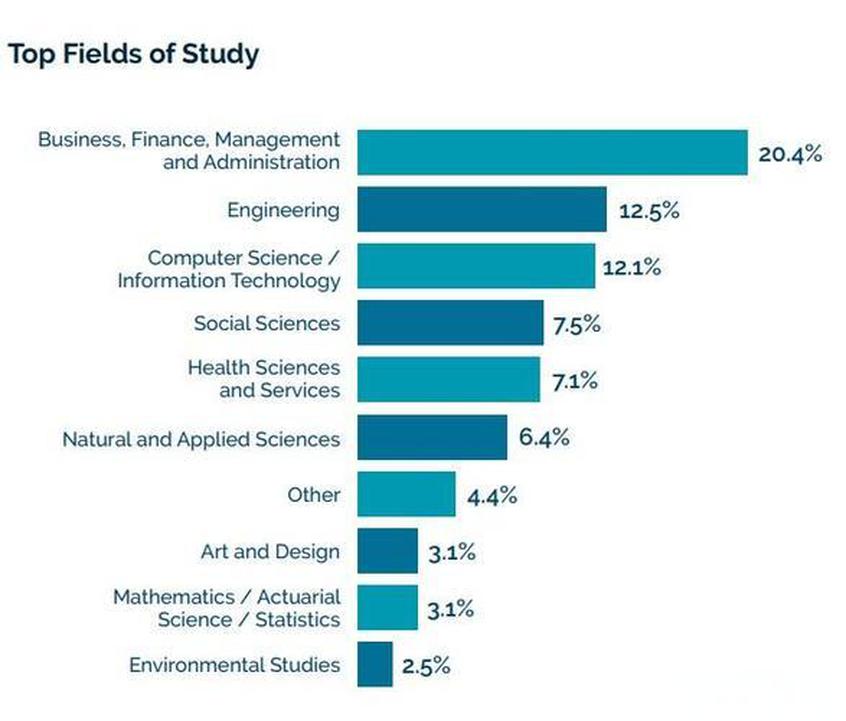 Top Fields of Study
Business, Finance, Management
and Administration
20.4%
Engineering
12.5%
Computer Science /
Information Technology
12.1%
Social Sciences
7.5%
Health Sciences
and Services
7.1%
Natural and Applied Sciences
6.4%
Other
4.4%
Art and Design
3.1%
Mathematics / Actuarial
Science / Statistics
3.1%
Environmental Studies
2.5%